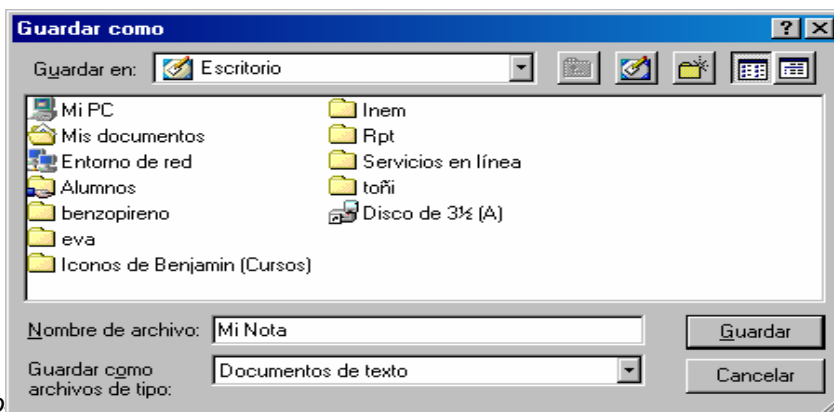 Guardar como
Guardar en: Escritorio
Mi PC
Mis documentos
Entorno de red
Alumnos
benzopireno
eva
Iconos de Benjamin (Cursos)
Inem
Rpt
Servicios en línea
toñi
Disco de 3½ (A)
Nombre de archivo: Mi Nota
Guardar
Guardar como
archivos de tipo:
Documentos de texto
Cancelar